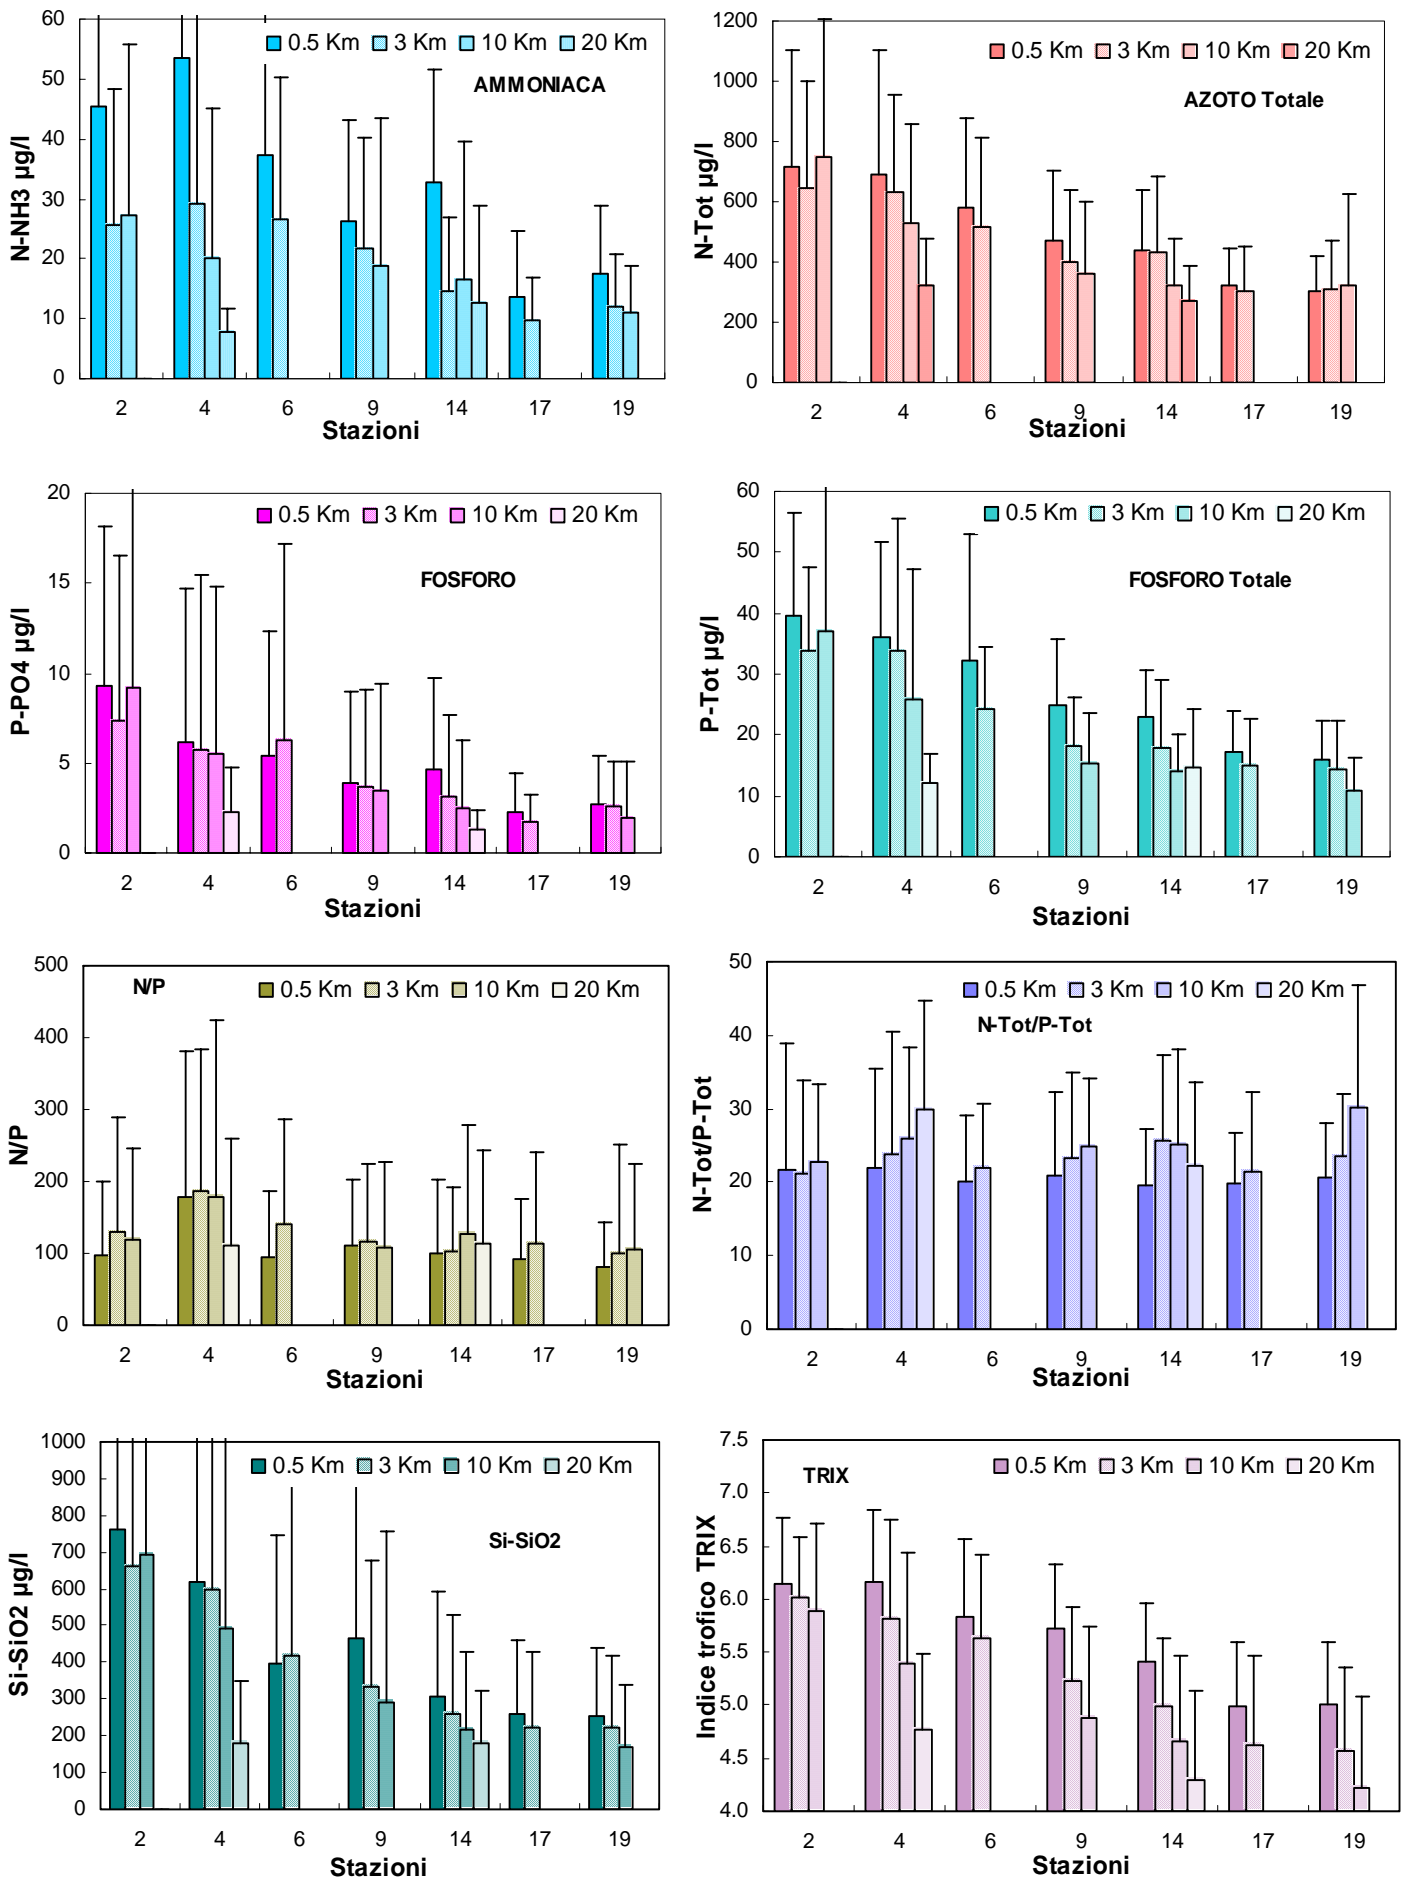 0.5 Km 3 Km 10 Km 20 Km
AMMONIACA
N-NH3 µg/l
60
50
40
30
20
10
0
2 4 6 9 14 17 19
Stazioni
0.5 Km 3 Km 10 Km 20 Km
AZOTO Totale
N-Tot µg/l
1200
1000
800
600
400
200
0
2 4 6 9 14 17 19
Stazioni
0.5 Km 3 Km 10 Km 20 Km
FOSFORO
P-PO4 µg/l
20
15
10
5
0
2 4 6 9 14 17 19
Stazioni
0.5 Km 3 Km 10 Km 20 Km
FOSFORO Totale
P-Tot µg/l
60
50
40
30
20
10
0
2 4 6 9 14 17 19
Stazioni
N/P
0.5 Km 3 Km 10 Km 20 Km
N/P
500
400
300
200
100
0
2 4 6 9 14 17 19
Stazioni
0.5 Km 3 Km 10 Km 20 Km
N-Tot/P-Tot
N-Tot/P-Tot
50
40
30
20
10
0
2 4 6 9 14 17 19
Stazioni
0.5 Km 3 Km 10 Km 20 Km
Si-SiO2
Si-SiO2 µg/l
1000
900
800
700
600
500
400
300
200
100
0
2 4 6 9 14 17 19
Stazioni
TRIX
0.5 Km 3 Km 10 Km 20 Km
Indice trofico TRIX
7.5
7.0
6.5
6.0
5.5
5.0
4.5
4.0
2 4 6 9 14 17 19
Stazioni